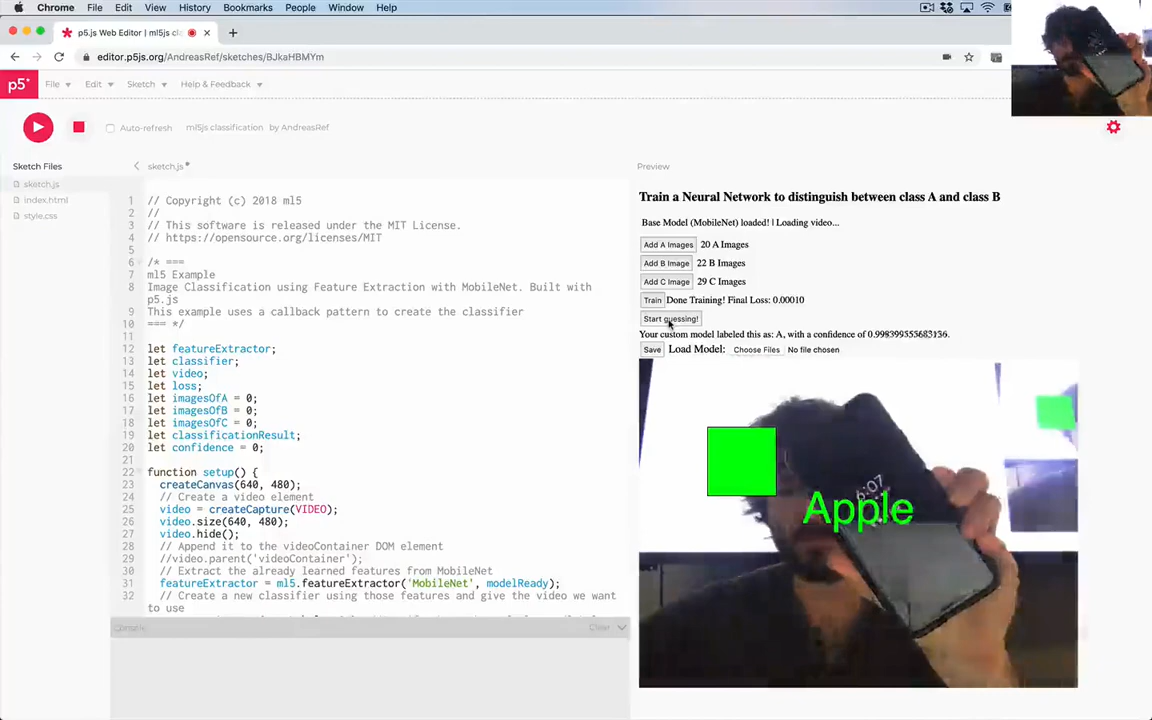 Chrome File Edit View History Bookmarks People Window Help
p5.js Web Editor | ml5js cl
editor.p5js.org/AndreasRef/sketches/BJkaHBMYm
p5* File Edit Sketch Help & Feedback
Auto-refresh ml5js classification by AndreasRef
Sketch Files
sketch.js
index.html
style.css
sketch.js
Preview
1 // Copyright (c) 2018 ml5
2 //
3 // This software is released under the MIT License.
4 // https://opensource.org/licenses/MIT
5
6 /* ===
7 ml5 Example
8 Image Classification using Feature Extraction with MobileNet. Built with
p5.js
9 This example uses a callback pattern to create the classifier
10 === */
11
12 let featureExtractor;
13 let classifier;
14 let video;
15 let loss;
16 let imagesOfA = 0;
17 let imagesOfB = 0;
18 let imagesOfC = 0;
19 let classificationResult;
20 let confidence = 0;
21
22 function setup() {
23 createCanvas(640, 480);
24 // Create a video element
25 video = createCapture(VIDEO);
26 video.size(640, 480);
27 video.hide();
28 // Append it to the videoContainer DOM element
29 //video.parent('videoContainer');
30 // Extract the already learned features from MobileNet
31 featureExtractor = ml5.featureExtractor('MobileNet', modelReady);
32 // Create a new classifier using those features and give the video we want
to use
Console
Clear
Train a Neural Network to distinguish between class A and class B
Base Model (MobileNet) loaded! | Loading video...
Add A Images 20 A Images
Add B Image 22 B Images
Add C Image 29 C Images
Train Done Training! Final Loss: 0.00010
Start guessing!
Your custom model labeled this as: A, with a confidence of
Save Load Model: Choose Files No file chosen
6:07
Apple